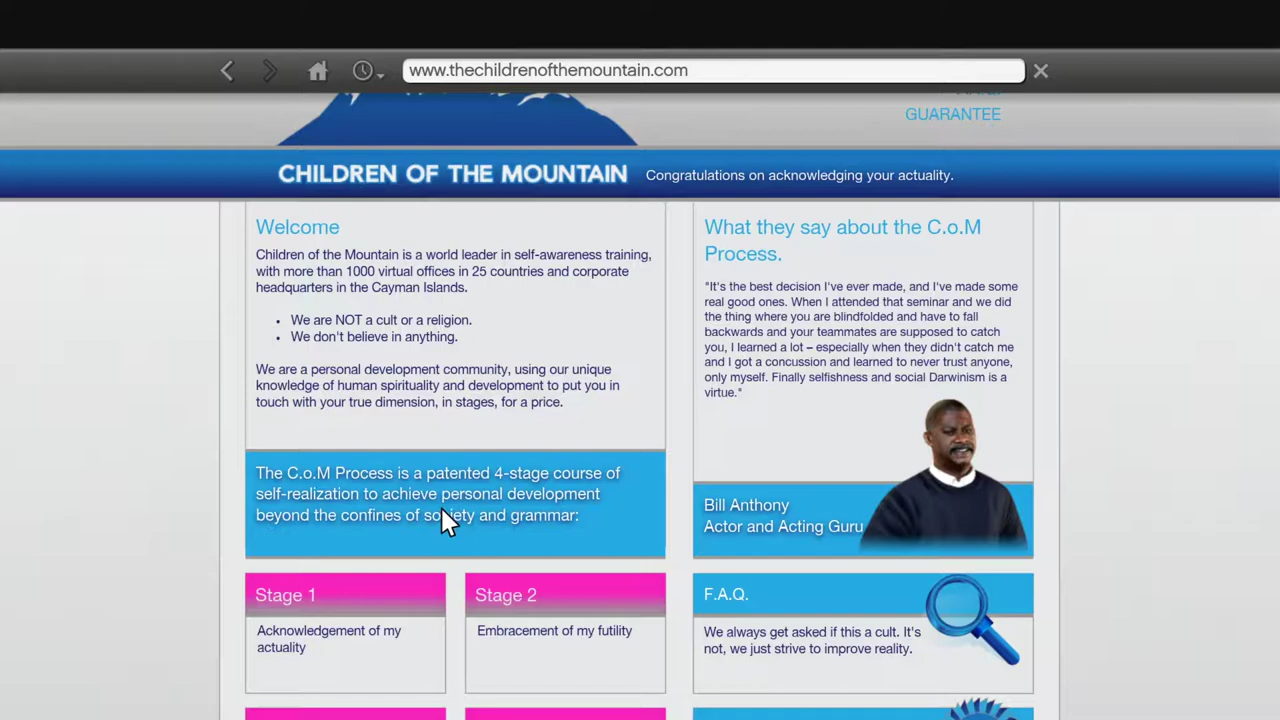 www.thechildrenofthemountain.com
GUARANTEE
CHILDREN OF THE MOUNTAIN
Congratulations on acknowledging your actuality.
Welcome
Children of the Mountain is a world leader in self-awareness training,
with more than 1000 virtual offices in 25 countries and corporate
headquarters in the Cayman Islands.
• We are NOT a cult or a religion.
• We don't believe in anything.
We are a personal development community, using our unique
knowledge of human spirituality and development to put you in
touch with your true dimension, in stages, for a price.
The C.o.M Process is a patented 4-stage course of
self-realization to achieve personal development
beyond the confines of society and grammar:
Stage 1
Acknowledgement of my
actuality
Stage 2
Embracement of my futility
What they say about the C.o.M
Process.
"It's the best decision I've ever made, and I've made some
real good ones. When I attended that seminar and we did
the thing where you are blindfolded and have to fall
backwards and your teammates are supposed to catch
you, I learned a lot – especially when they didn't catch me
and I got a concussion and learned to never trust anyone,
only myself. Finally selfishness and social Darwinism is a
virtue."
Bill Anthony
Actor and Acting Guru
F.A.Q.
We always get asked if this a cult. It's
not, we just strive to improve reality.